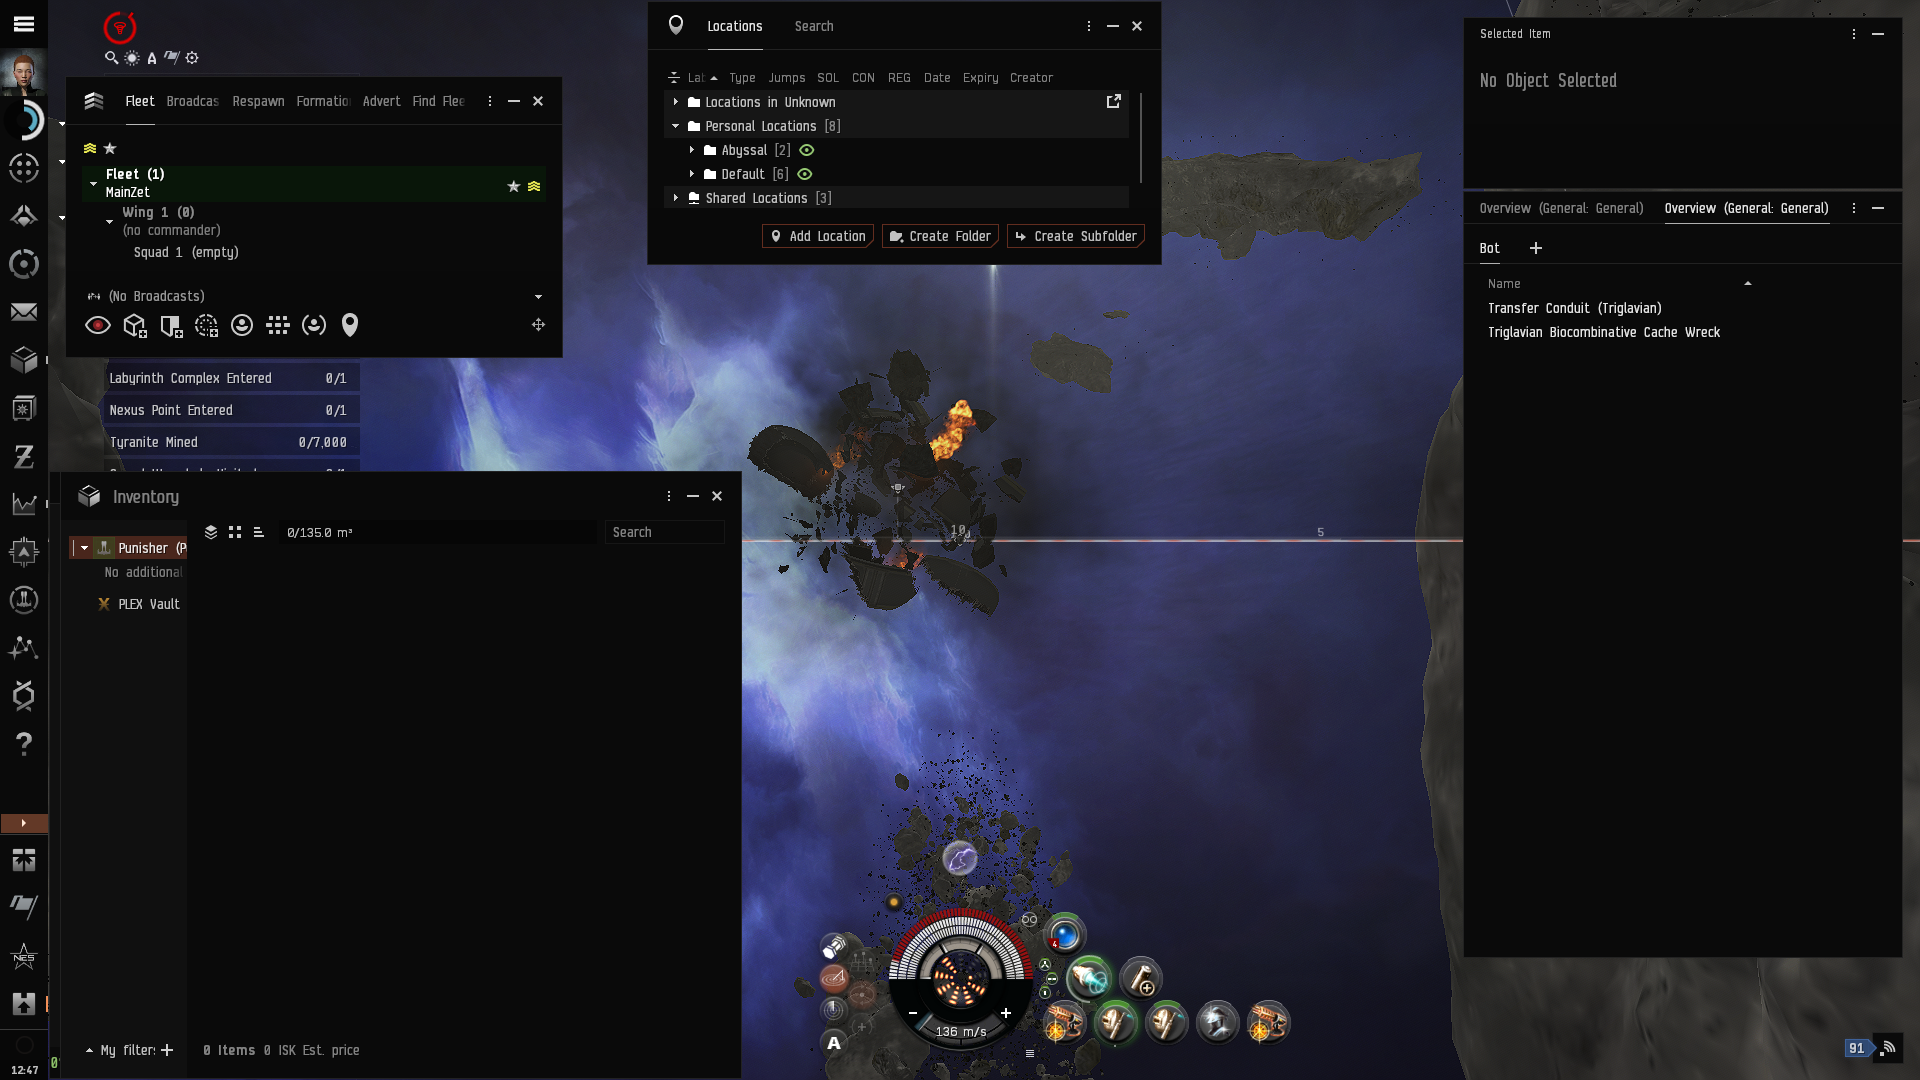 Locations
Search
Lab
Type
Jumps
SOL
CON
REG
Date
Expiry
Creator
Locations in Unknown
Personal Locations [8]
Abyssal [2]
Default [6]
Shared Locations [3]
Add Location
Create Folder
Create Subfolder
A
Fleet
Broadcas
Respawn
Formatio
Advert
Find Flee
Fleet (1)
MainZet
Wing 1 (0)
(no commander)
Squad 1 (empty)
(No Broadcasts)
Labyrinth Complex Entered 0/1
Nexus Point Entered 0/1
Tyranite Mined 0/7,000
Inventory
0/135.0 m³
Search
Punisher (P
No additional
PLEX Vault
My filters
0 Items 0 ISK Est. price
Selected Item
No Object Selected
Overview (General: General)
Overview (General: General)
Bot
Name
Transfer Conduit (Triglavian)
Triglavian Biocombinative Cache Wreck
10
5
4
136 m/s
A
NES
12:47
91